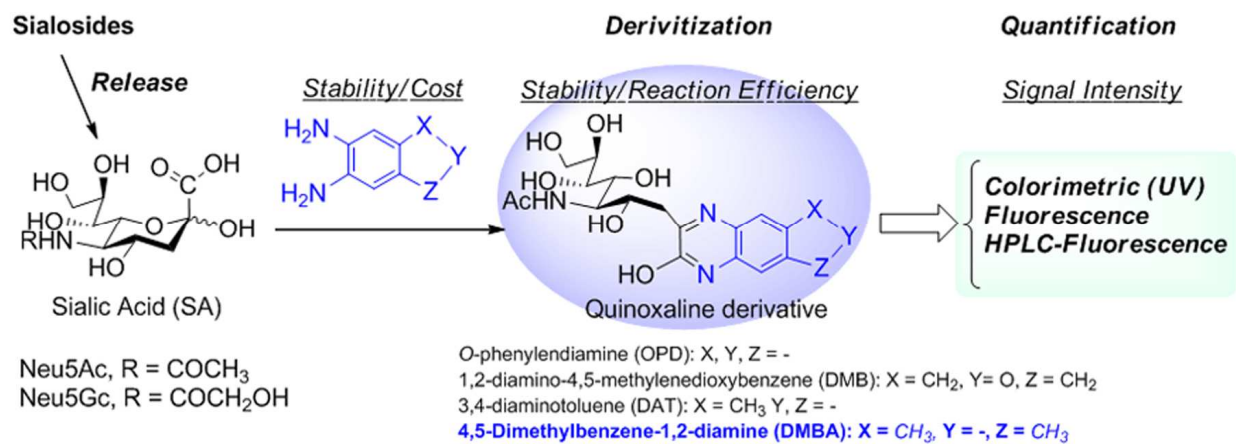 Sialosides
Release
Derivitization
Quantification
Stability/Cost
Stability/Reaction Efficiency
Signal Intensity
H₂N
H₂N
X
Y
Z
HO
OH
O
OH
HO
O
OH
RHN
HO
Sialic Acid (SA)
HO
OH
HO
OH
AcHN
HO
N
N
HO
X
Y
Z
Quinoxaline derivative
Colorimetric (UV)
Fluorescence
HPLC-Fluorescence
Neu5Ac, R = COCH₃
Neu5Gc, R = COCH₂OH
O-phenylendiamine (OPD): X, Y, Z = -
1,2-diamino-4,5-methylenedioxybenzene (DMB): X = CH₂, Y= O, Z = CH₂
3,4-diaminotoluene (DAT): X = CH₃ Y, Z = -
4,5-Dimethylbenzene-1,2-diamine (DMBA): X = CH₃, Y = -, Z = CH₃